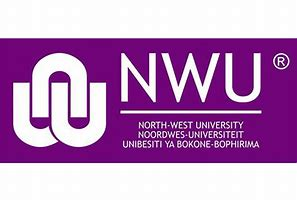 NWU®
NORTH-WEST UNIVERSITY
NOORDWES-UNIVERSITEIT
UNIBESITI YA BOKONE-BOPHIRIMA